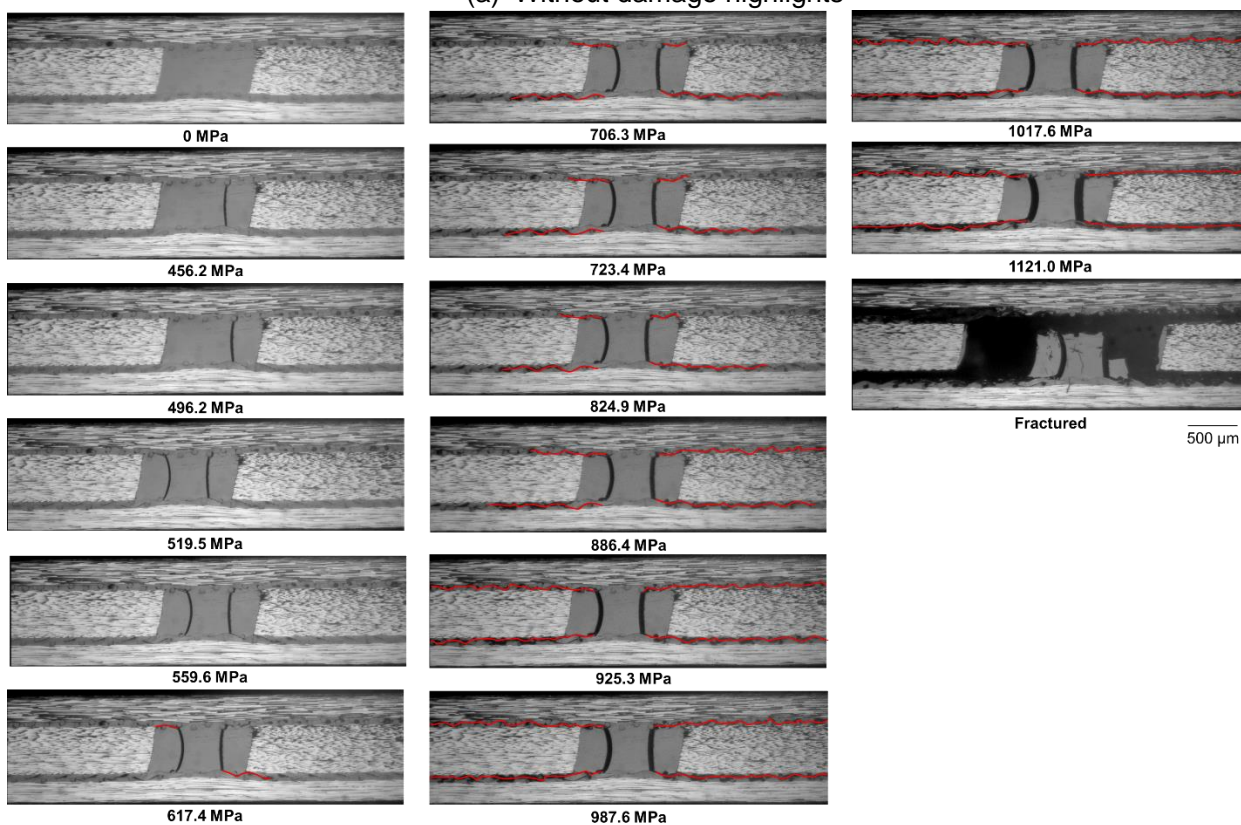 (a) Without damage highlights
0 MPa
456.2 MPa
496.2 MPa
519.5 MPa
559.6 MPa
617.4 MPa
706.3 MPa
723.4 MPa
824.9 MPa
886.4 MPa
925.3 MPa
987.6 MPa
1017.6 MPa
1121.0 MPa
Fractured
500 µm